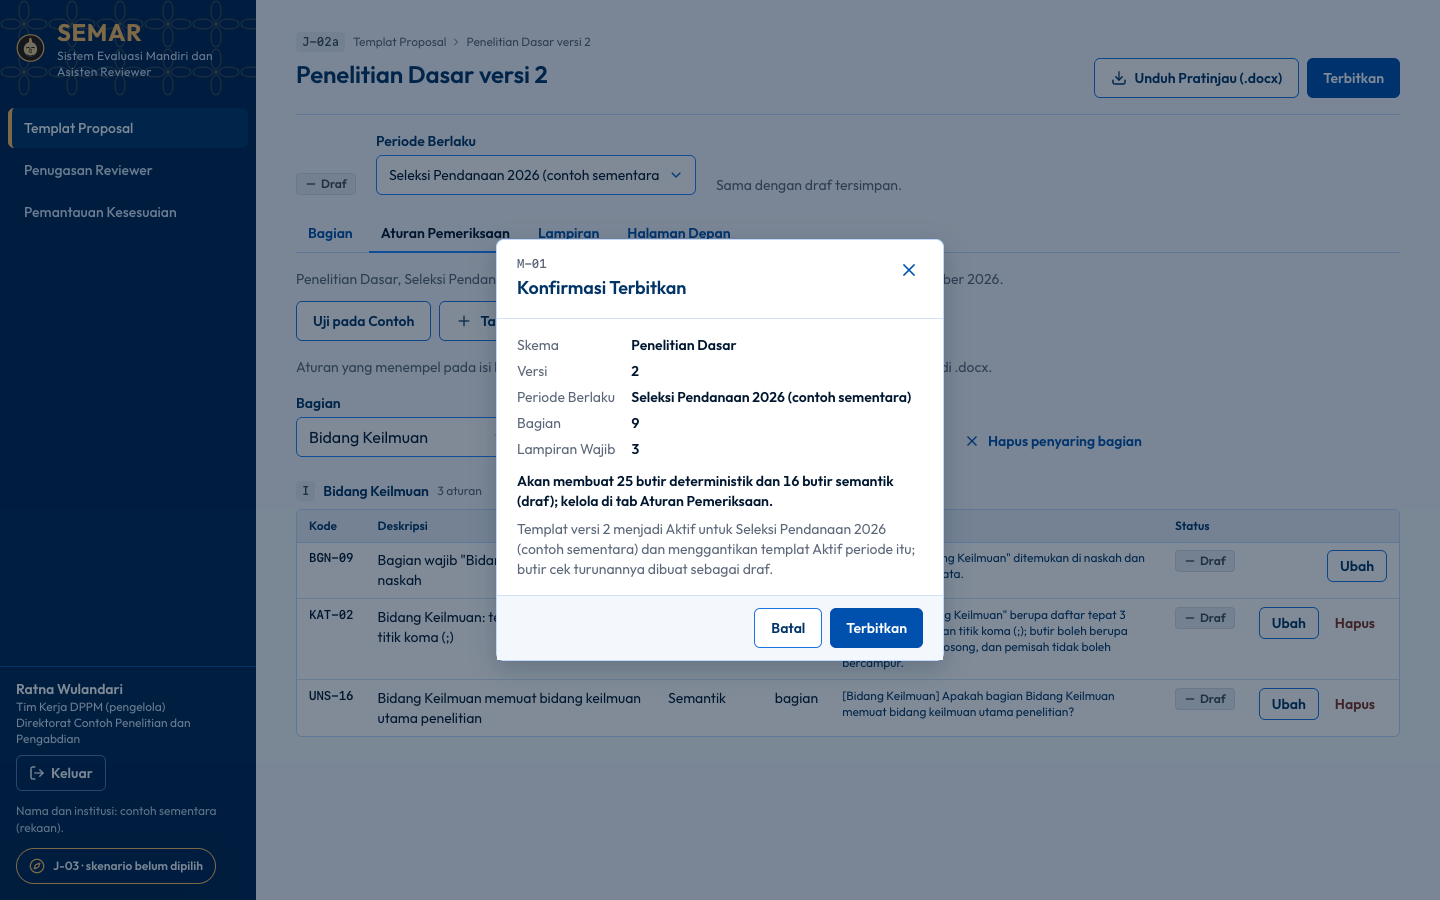 SEMAR
Sistem Evaluasi Mandiri dan
Asisten Reviewer
Templat Proposal
Penugasan Reviewer
Pemantauan Kesesuaian
Ratna Wulandari
Tim Kerja DPPM (pengelola)
Direktorat Contoh Penelitian dan
Pengabdian
Keluar
Nama dan institusi: contoh sementara
(rekaan).
J-03 · skenario belum dipilih
J-02a Templat Proposal > Penelitian Dasar versi 2
Penelitian Dasar versi 2
Unduh Pratinjau (.docx)
Terbitkan
Periode Berlaku
— Draf
Seleksi Pendanaan 2026 (contoh sementara
Sama dengan draf tersimpan.
Bagian
Aturan Pemeriksaan
Lampiran
Halaman Depan
Penelitian Dasar, Seleksi Pendan
ber 2026.
Uji pada Contoh
Ta
Aturan yang menempel pada isi
di .docx.
Bagian
Bidang Keilmuan
Hapus penyaring bagian
I Bidang Keilmuan 3 aturan
Kode Deskripsi Status
BGN-09 Bagian wajib "Bidan
naskah
ng Keilmuan" ditemukan di naskah dan
ata.
— Draf Ubah
KAT-02 Bidang Keilmuan: te
titik koma (;)
g Keilmuan" berupa daftar tepat 3
an titik koma (;); butir boleh berupa
osong, dan pemisah tidak boleh
bercampur.
— Draf Ubah Hapus
UNS-16 Bidang Keilmuan memuat bidang keilmuan
utama penelitian
Semantik bagian
[Bidang Keilmuan] Apakah bagian Bidang Keilmuan
memuat bidang keilmuan utama penelitian?
— Draf Ubah Hapus
M-01
Konfirmasi Terbitkan
Skema Penelitian Dasar
Versi 2
Periode Berlaku Seleksi Pendanaan 2026 (contoh sementara)
Bagian 9
Lampiran Wajib 3
Akan membuat 25 butir deterministik dan 16 butir semantik
(draf); kelola di tab Aturan Pemeriksaan.
Templat versi 2 menjadi Aktif untuk Seleksi Pendanaan 2026
(contoh sementara) dan menggantikan templat Aktif periode itu;
butir cek turunannya dibuat sebagai draf.
Batal
Terbitkan